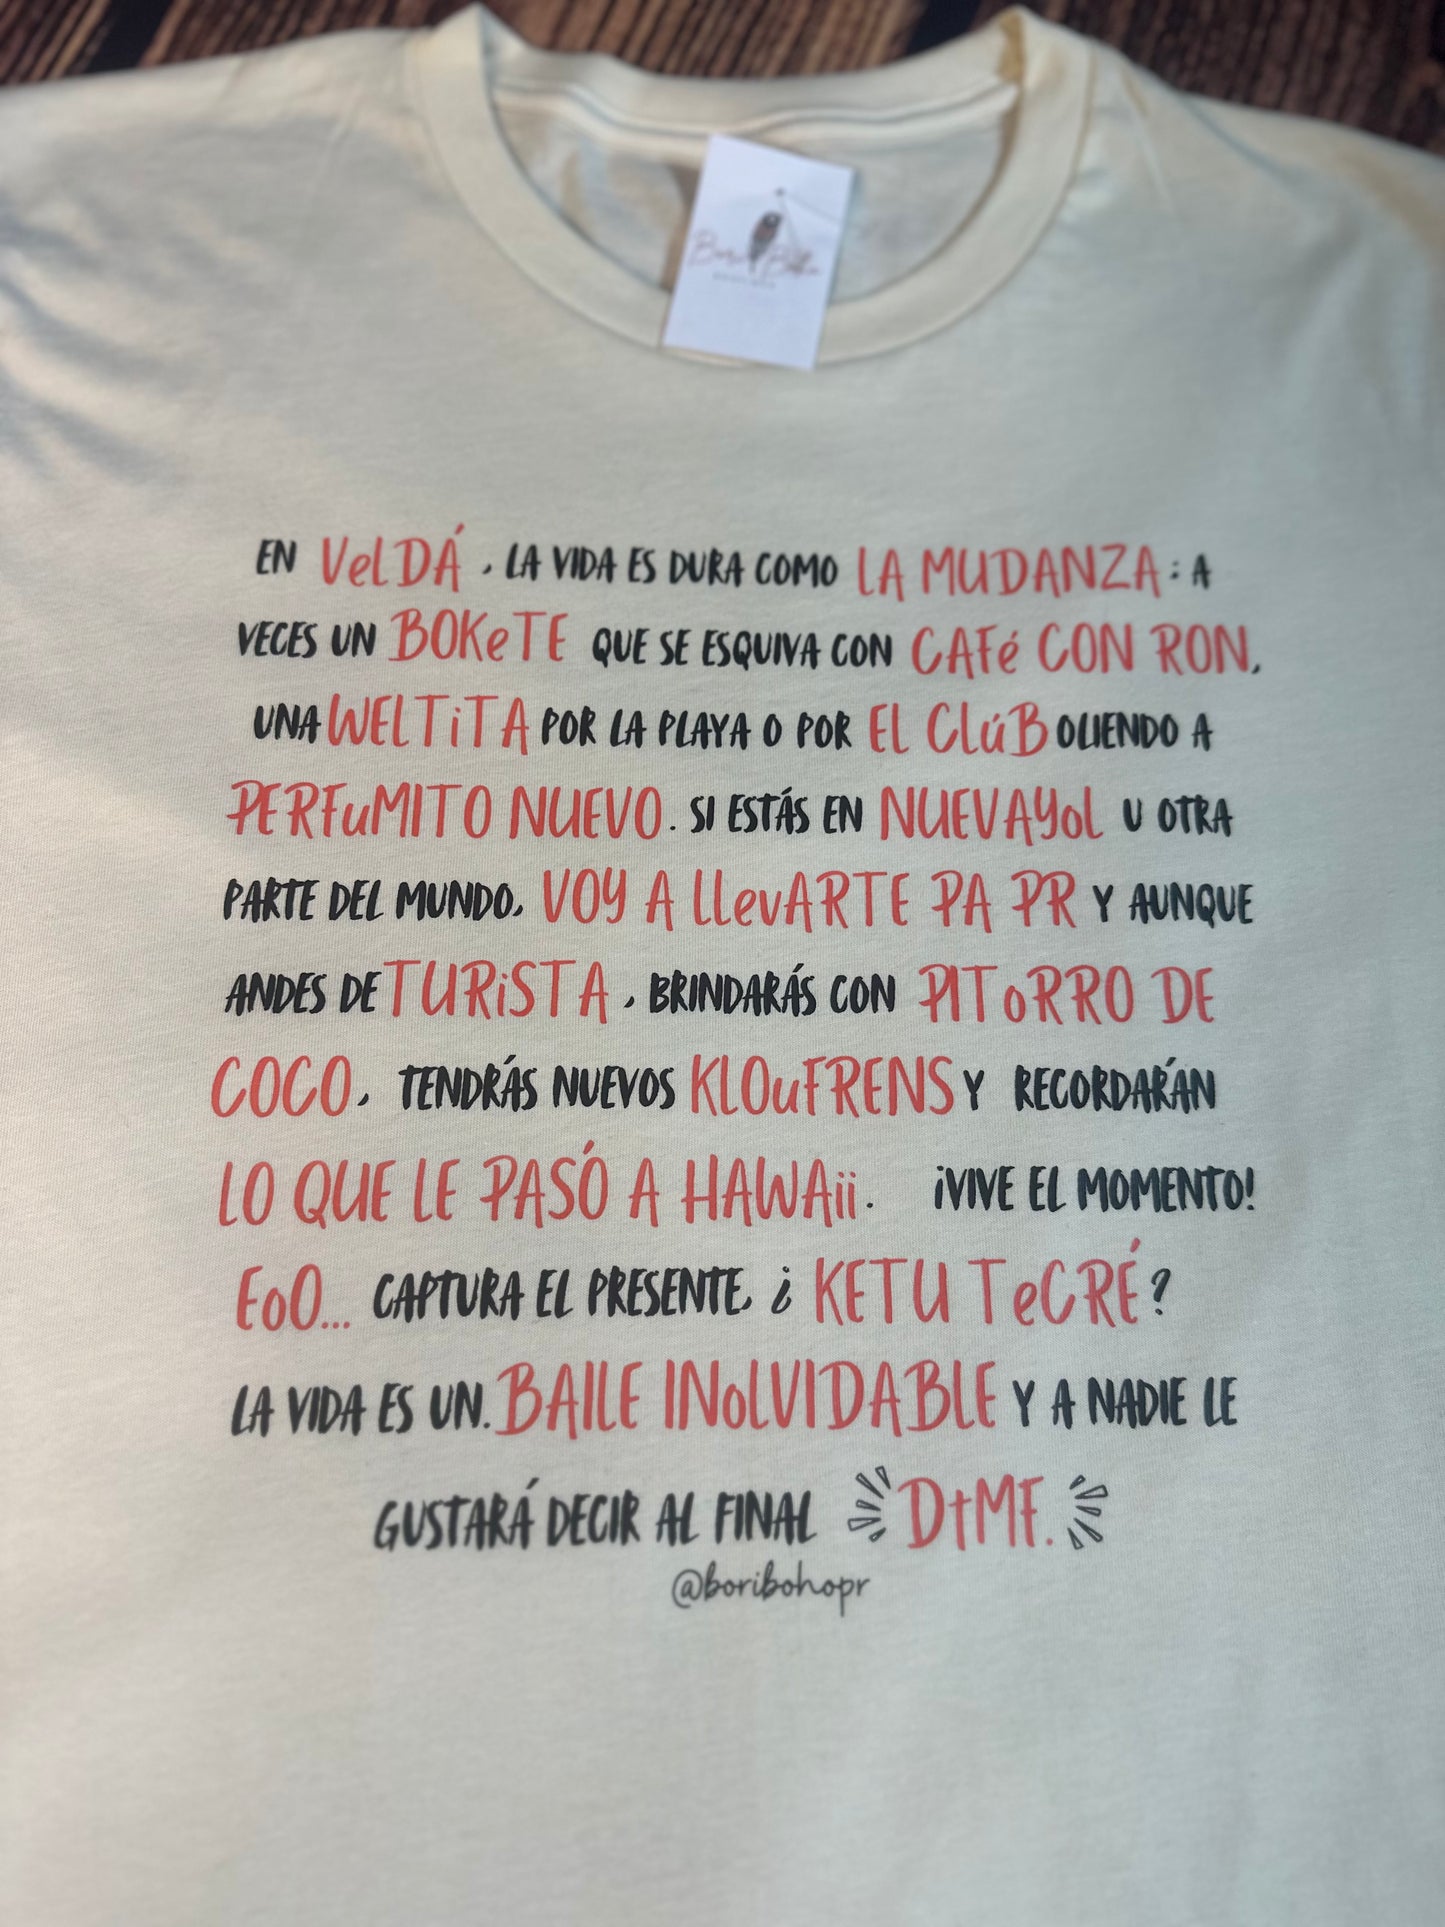 Bori Boho
BOUTIQUE
EN VelDÁ, LA VIDA ES DURA COMO LA MUDANZA: A
VECES UN BOKeTE QUE SE ESQUIVA CON CAFé CON RON,
UNA WELTiTA POR LA PLAYA O POR EL ClúB OLIENDO A
PERFuMITO NUEVO. SI ESTÁS EN NUEVAYol U OTRA
PARTE DEL MUNDO, VOY A LlevARTE PA PR Y AUNQUE
ANDES DE TURiSTA, BRINDARÁS CON PIToRRO DE
COCO, TENDRÁS NUEVOS KLOuFRENS Y RECORDARÁN
LO QUE LE PASÓ A HAWAii. ¡VIVE EL MOMENTO!
EoO... CAPTURA EL PRESENTE, ¿KETU TeCRÉ?
LA VIDA ES UN. BAILE INolVIDABLE Y A NADIE LE
GUSTARÁ DECIR AL FINAL DtMF.
@boribohopr